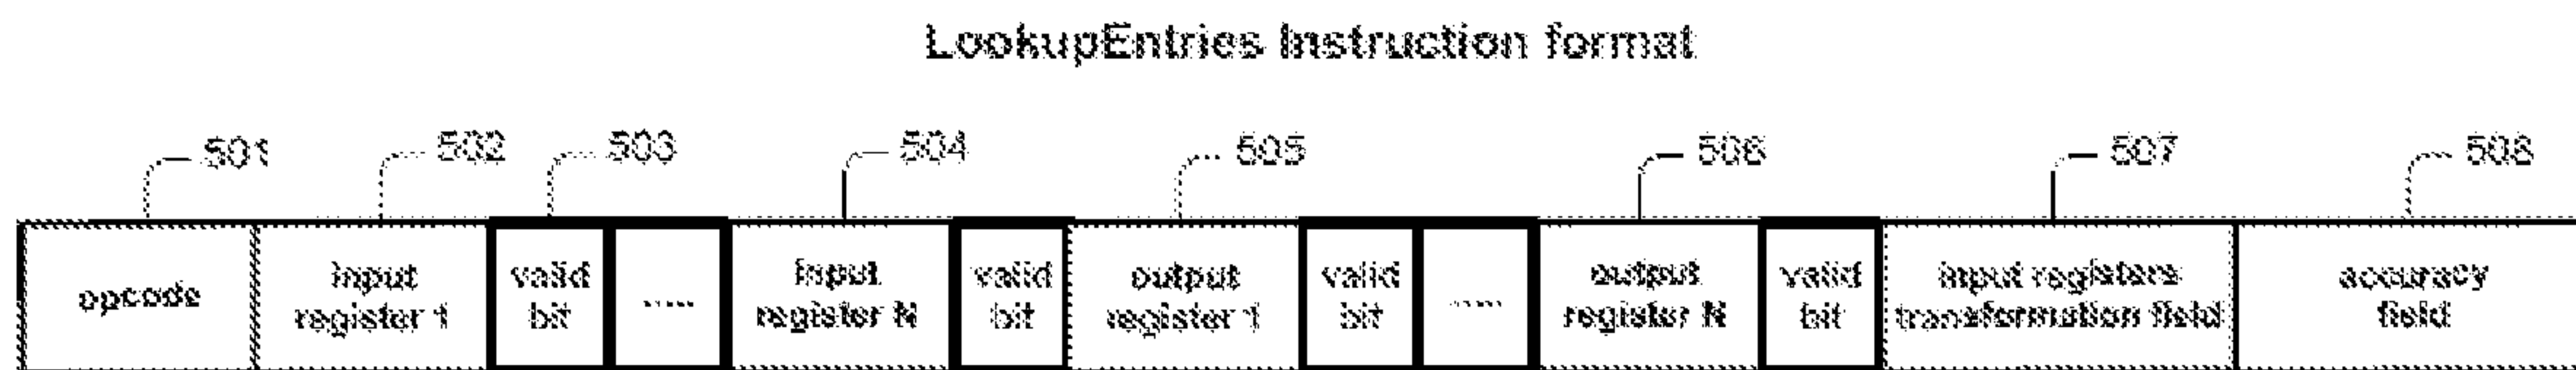 LookupEntries Instruction format
501 502 503 504 505 506 507 508
opcode input register 1 valid bit ..... input register N valid bit output register 1 valid bit ..... output register N valid bit input registers transformation field accuracy field